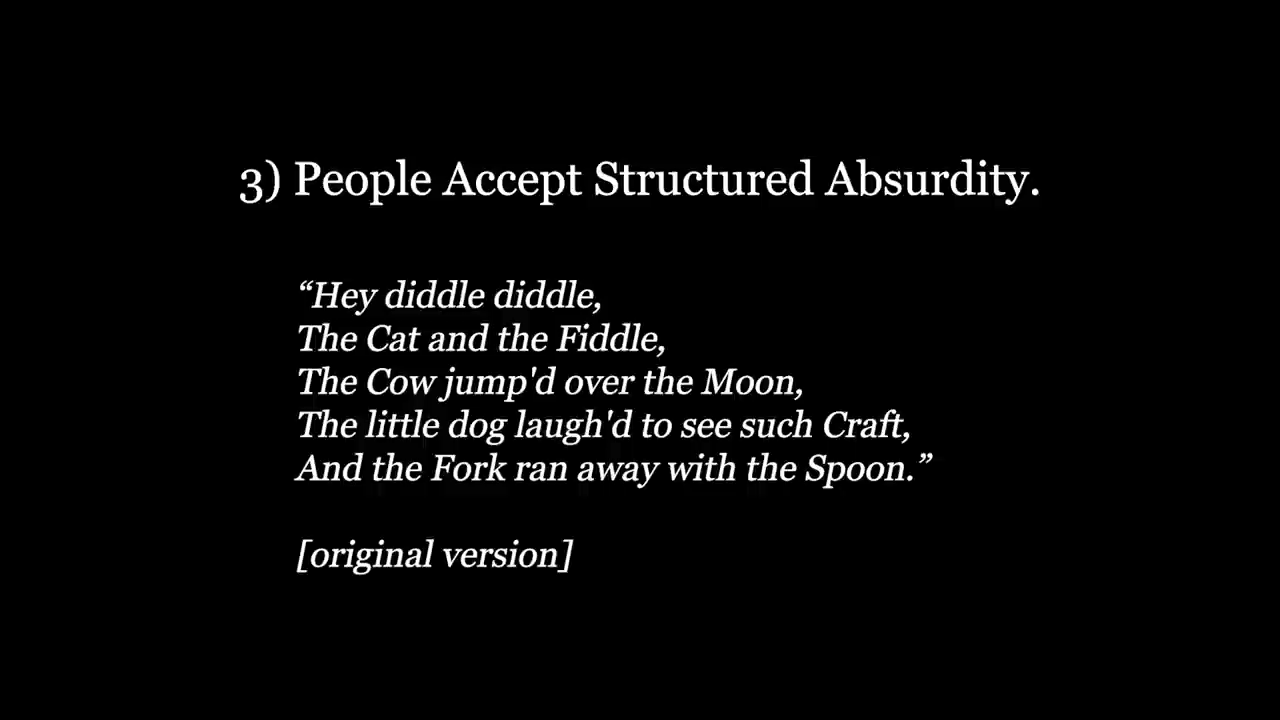 3) People Accept Structured Absurdity.
“Hey diddle diddle,
The Cat and the Fiddle,
The Cow jump'd over the Moon,
The little dog laugh'd to see such Craft,
And the Fork ran away with the Spoon.”
[original version]